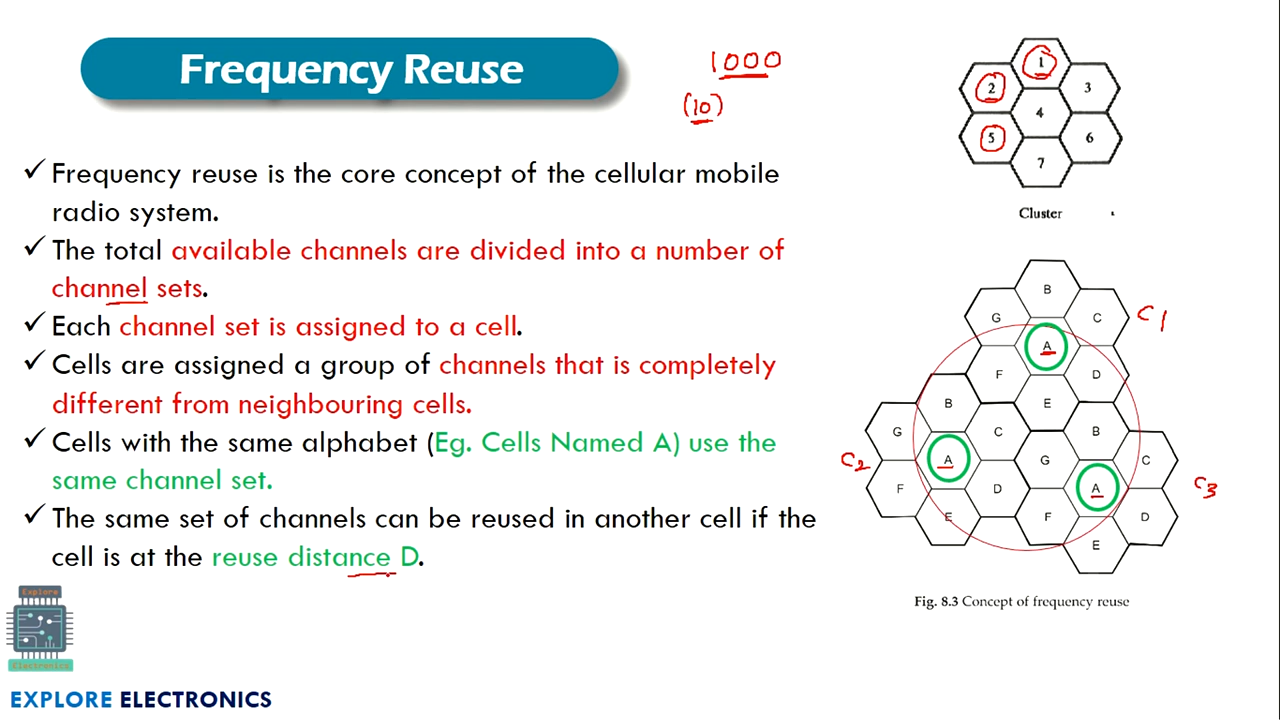 Frequency Reuse
1000
(10)
✓ Frequency reuse is the core concept of the cellular mobile
radio system.
✓ The total available channels are divided into a number of
channel sets.
✓ Each channel set is assigned to a cell.
✓ Cells are assigned a group of channels that is completely
different from neighbouring cells.
✓ Cells with the same alphabet (Eg. Cells Named A) use the
same channel set.
✓ The same set of channels can be reused in another cell if the
cell is at the reuse distance D.
1
2 3
4
5 6
7
Cluster
B
G C C1
A
F D
B E
G C B
C2 A G C
A C3
F D F D
E E
Fig. 8.3 Concept of frequency reuse
Explore
Electronics
EXPLORE ELECTRONICS